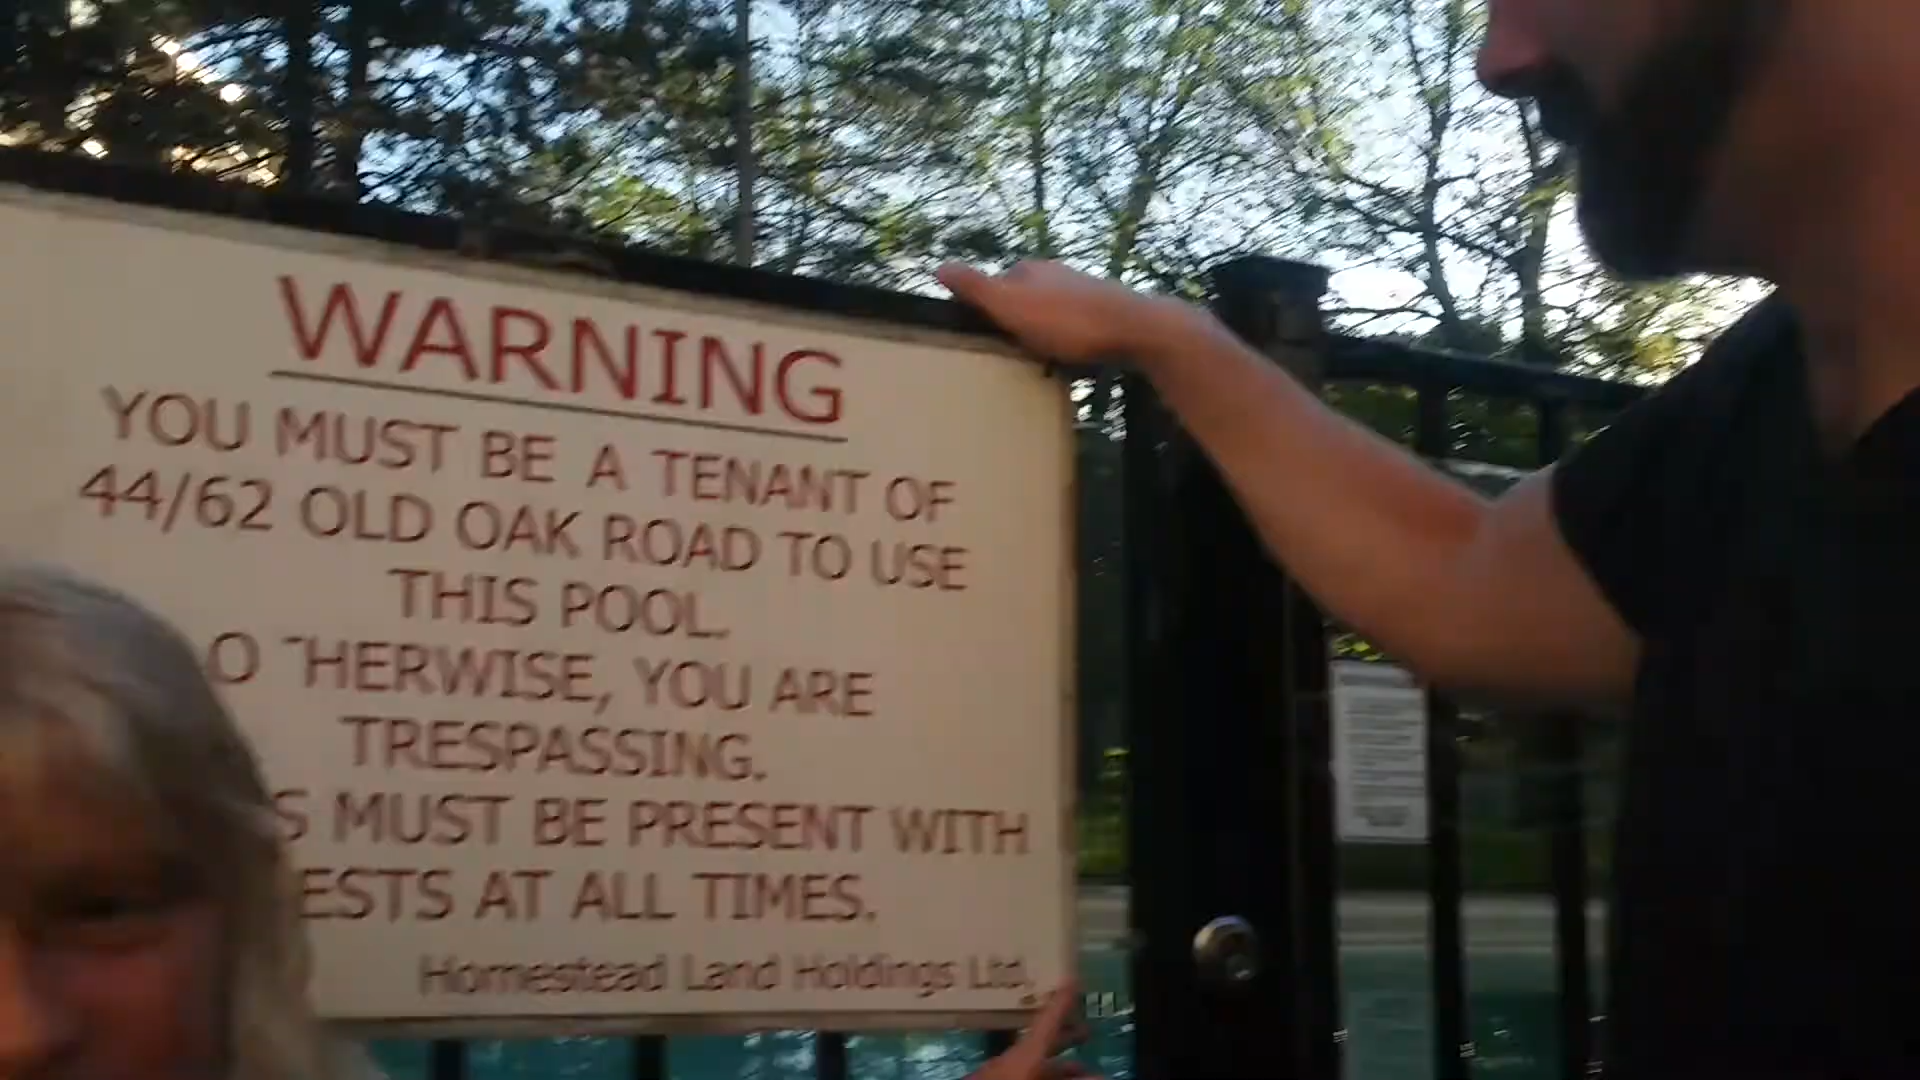 WARNING
YOU MUST BE A TENANT OF
44/62 OLD OAK ROAD TO USE
THIS POOL.
O HERWISE, YOU ARE
TRESPASSING.
S MUST BE PRESENT WITH
ESTS AT ALL TIMES.
Homestead Land Holdings Ltd.